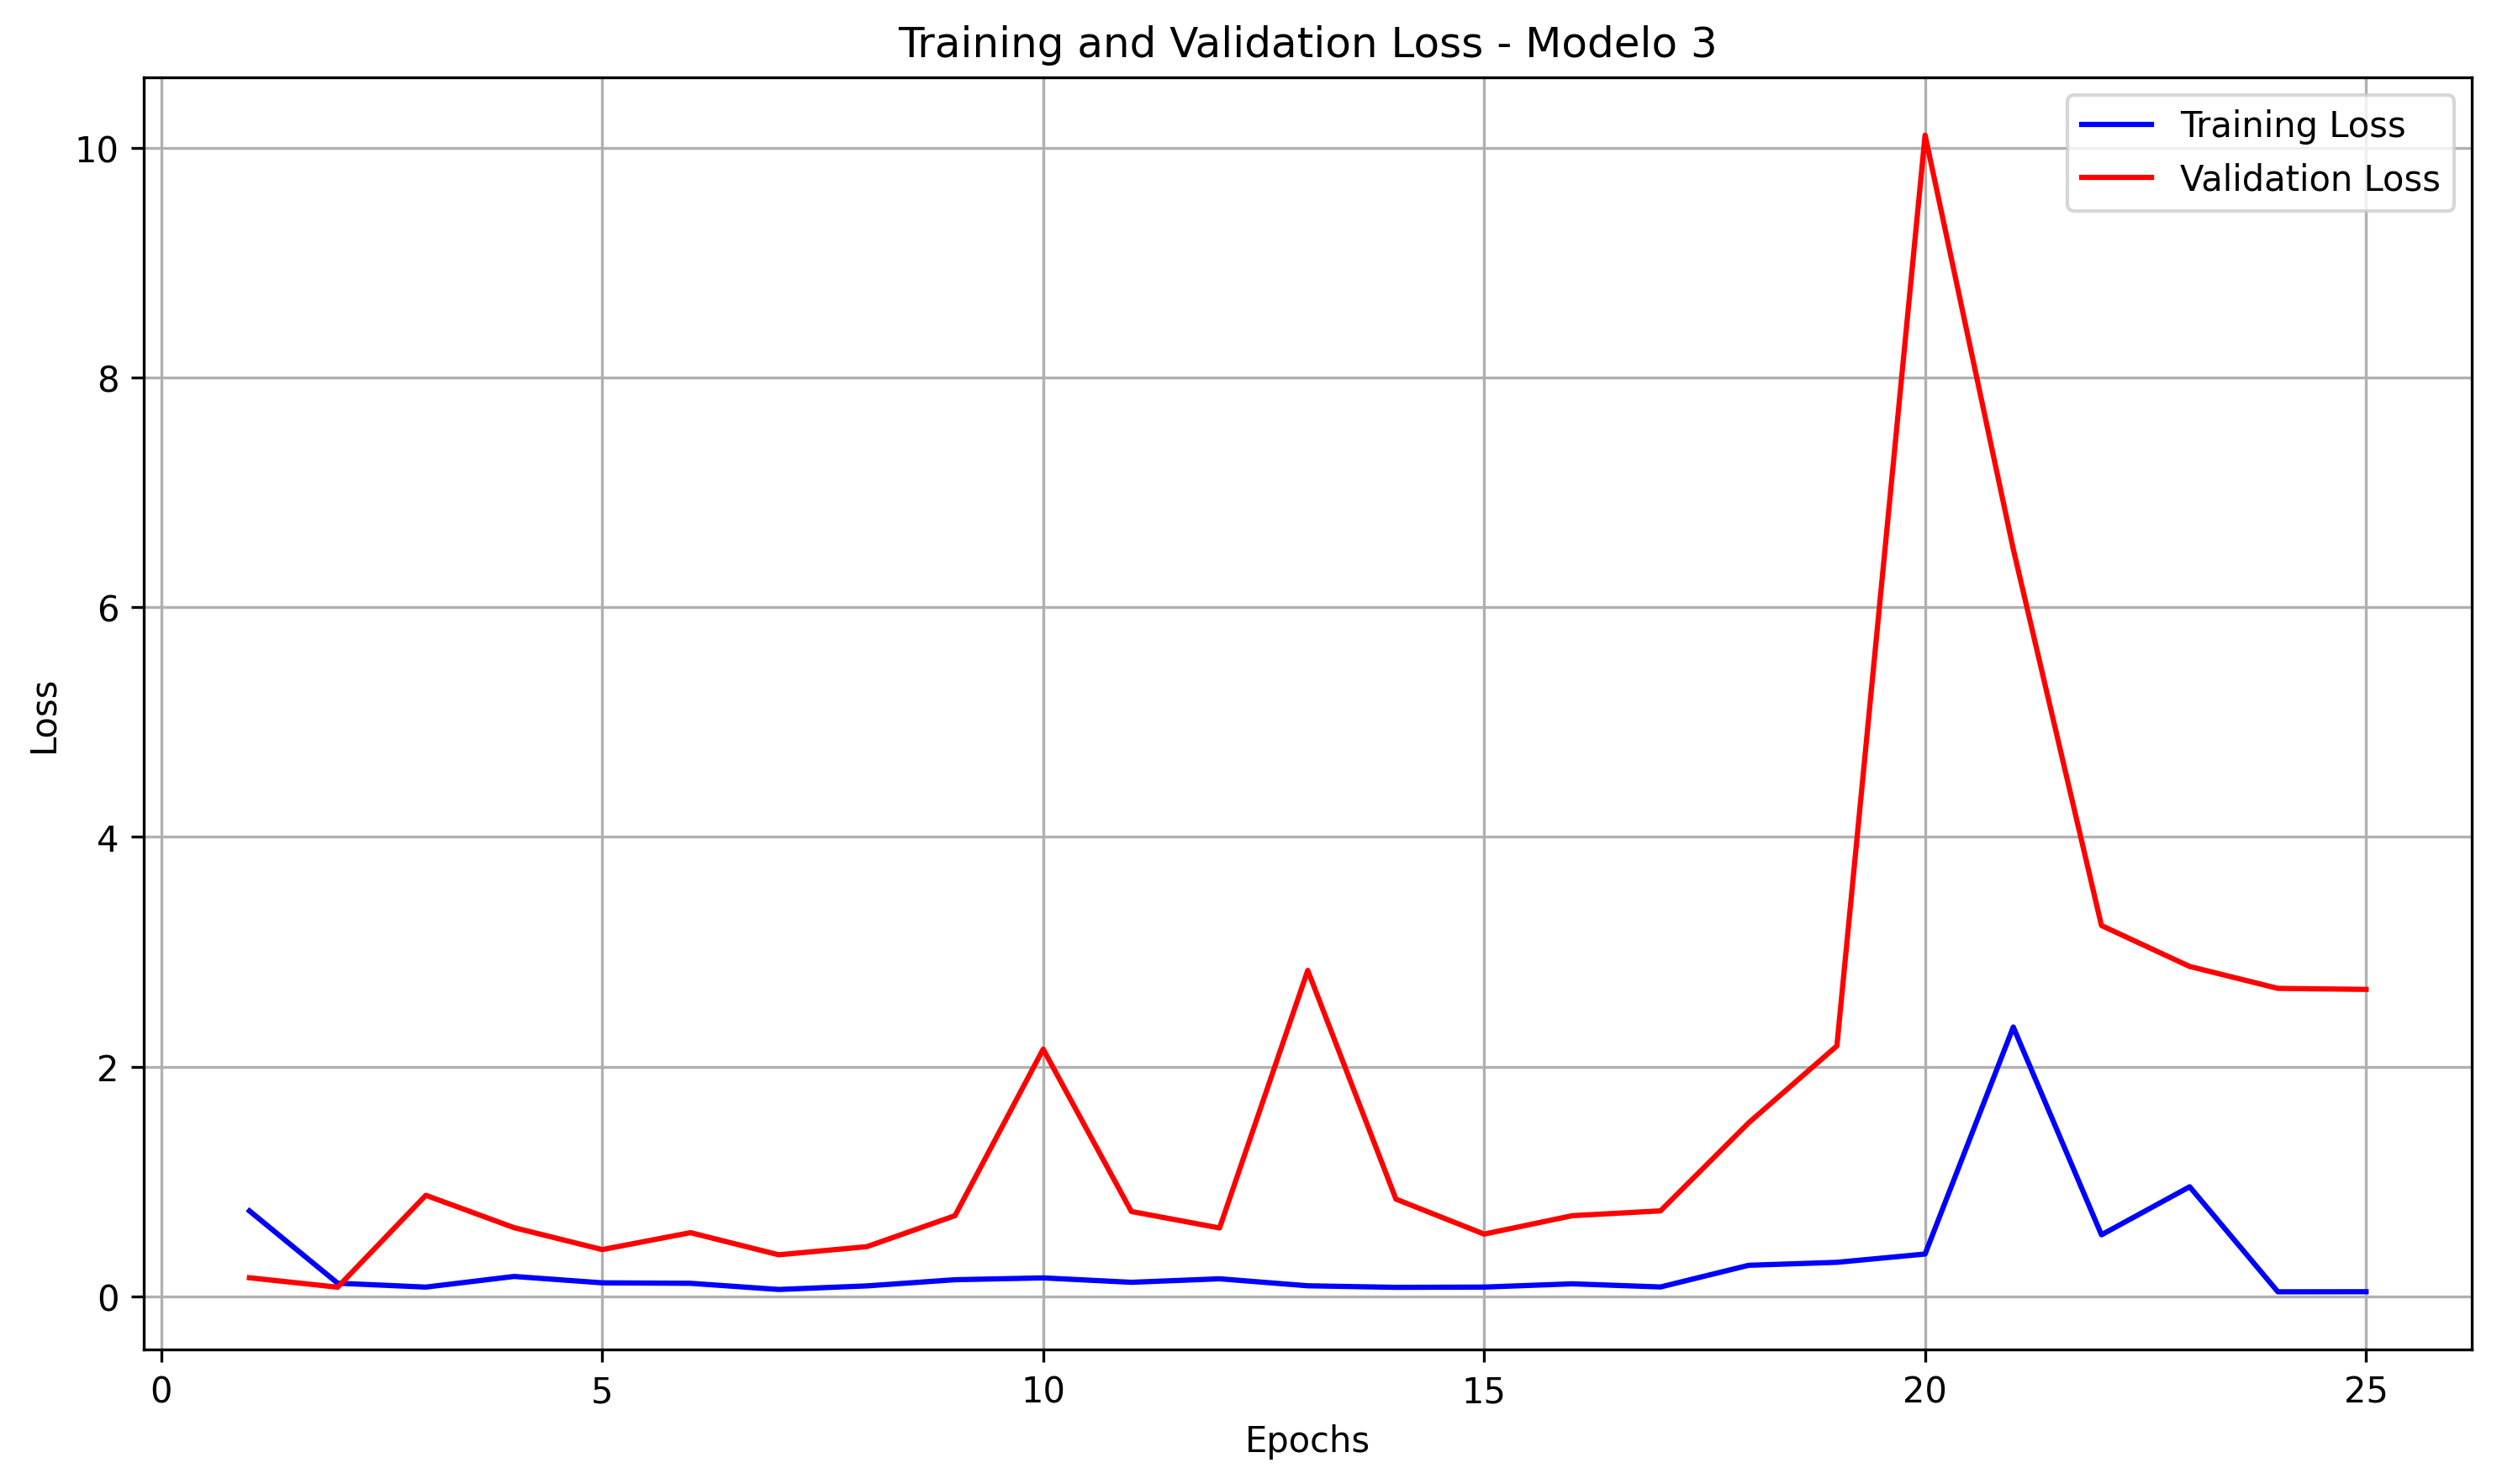 Training and Validation Loss - Modelo 3
Training Loss
Validation Loss
10
8
6
4
2
0
Loss
0 5 10 15 20 25
Epochs